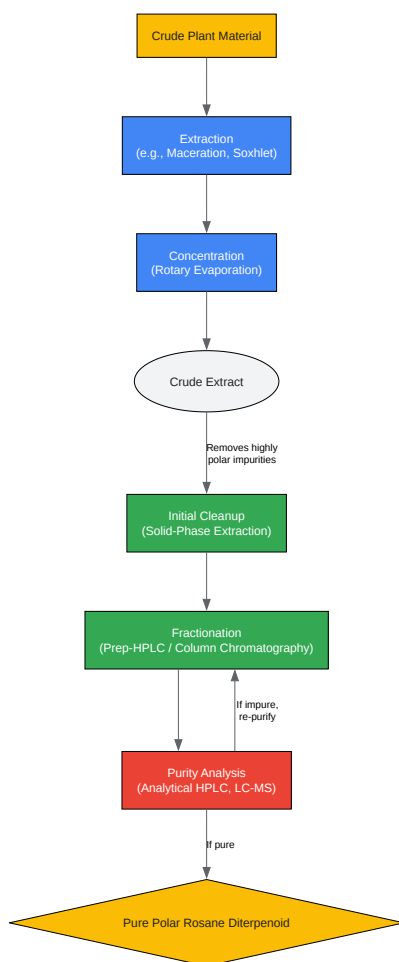 Crude Plant Material
Extraction
(e.g., Maceration, Soxhlet)
Concentration
(Rotary Evaporation)
Crude Extract
Removes highly
polar impurities
Initial Cleanup
(Solid-Phase Extraction)
Fractionation
(Prep-HPLC / Column Chromatography)
If impure,
re-purify
Purity Analysis
(Analytical HPLC, LC-MS)
If pure
Pure Polar Rosane Diterpenoid